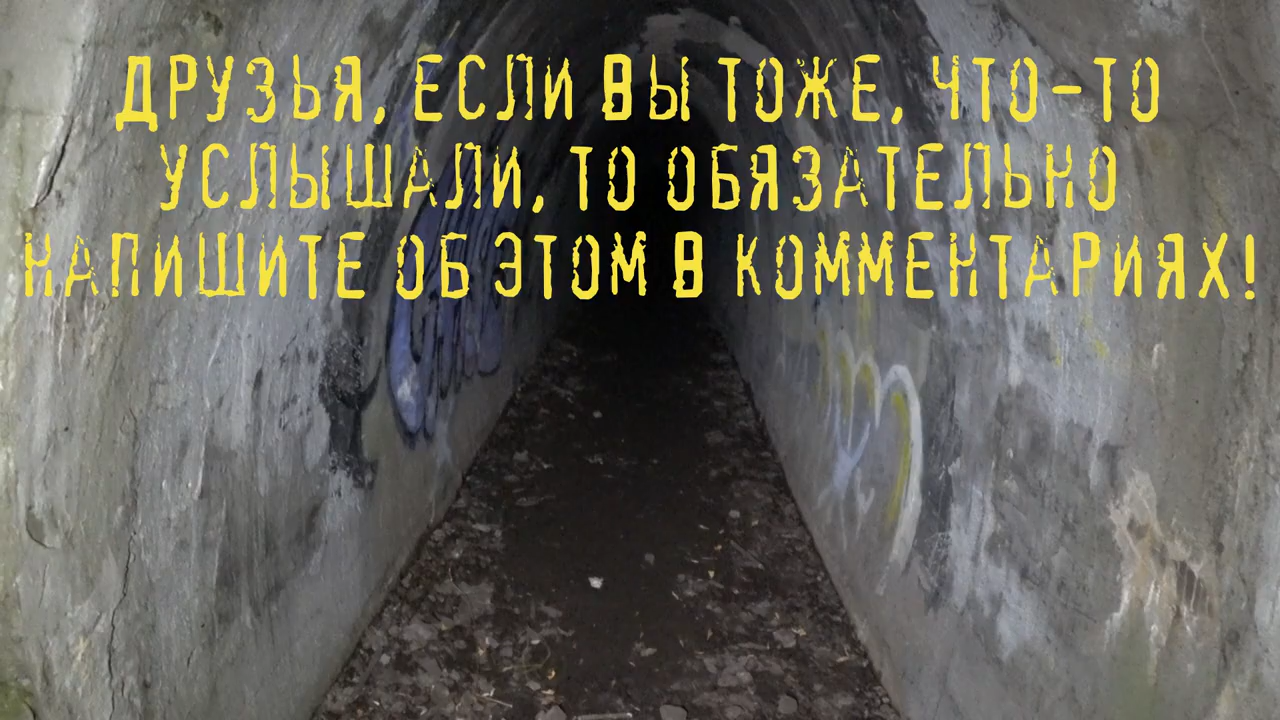 ДРУЗЬЯ, ЕСЛИ ВЫ ТОЖЕ, ЧТО-ТО
УСЛЫШАЛИ, ТО ОБЯЗАТЕЛЬНО
НАПИШИТЕ ОБ ЭТОМ В КОММЕНТАРИЯХ!